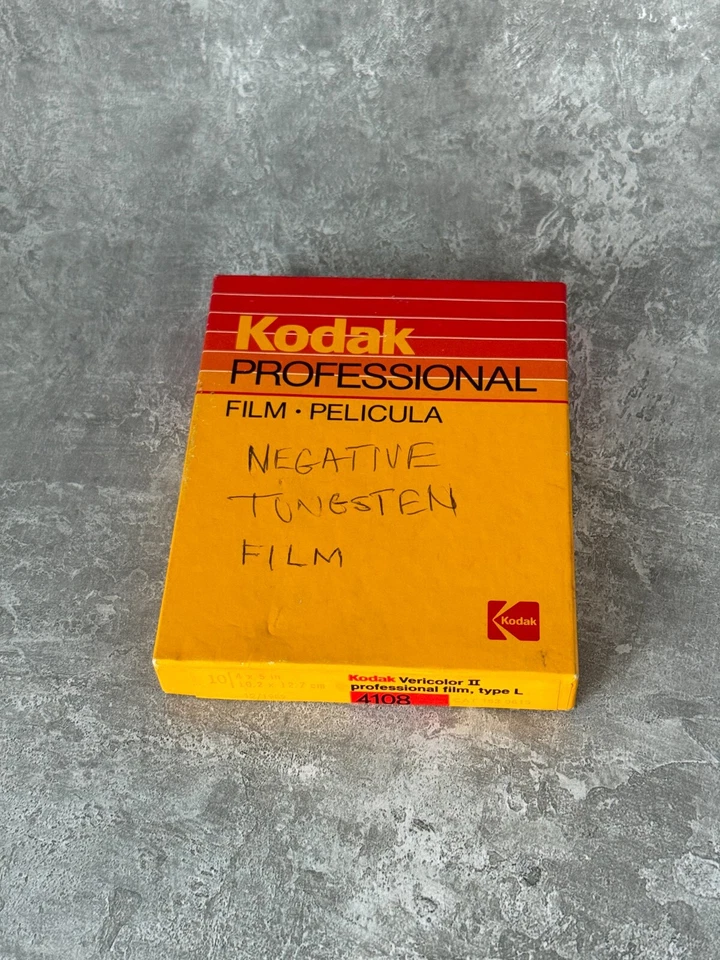 Kodak
PROFESSIONAL
FILM · PELICULA
NEGATIVE
TUNGSTEN
FILM
Kodak
Kodak Vericolor II
professional film, type L
4108